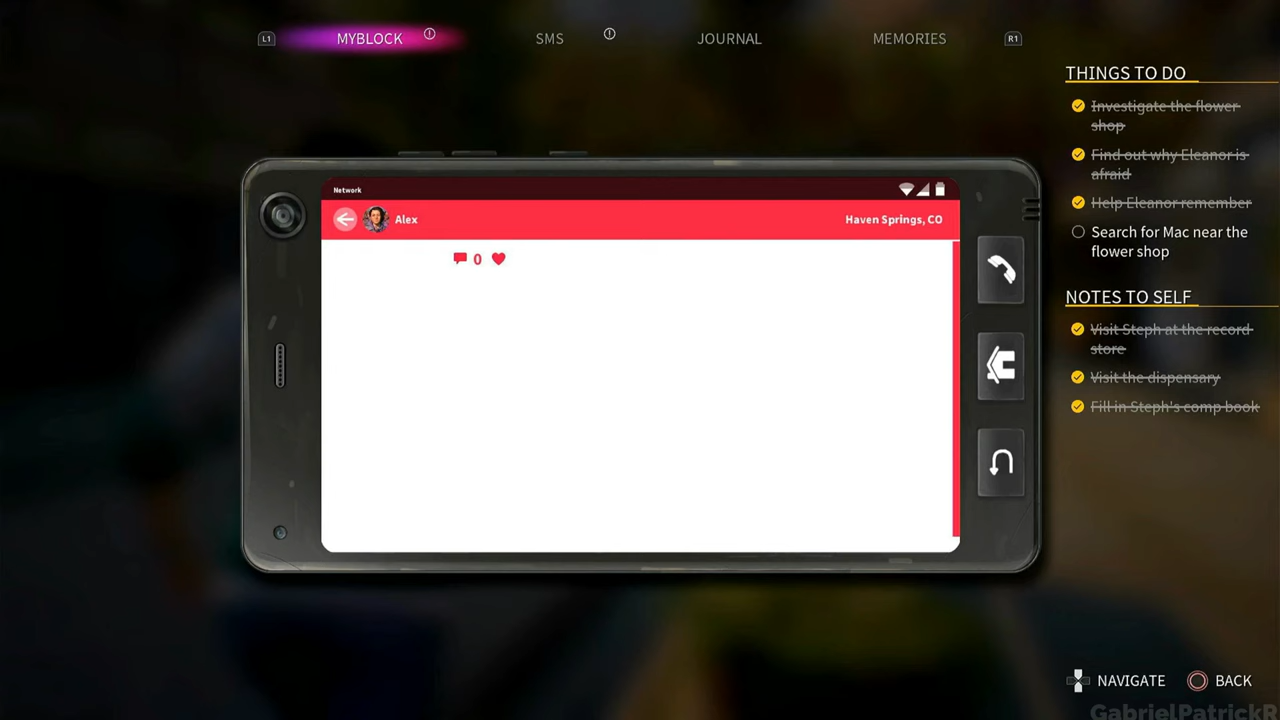 L1 MYBLOCK SMS JOURNAL MEMORIES R1
Network
Alex
Haven Springs, CO
0
THINGS TO DO
Investigate the flower
shop
Find out why Eleanor is
afraid
Help Eleanor remember
Search for Mac near the
flower shop
NOTES TO SELF
Visit Steph at the record
store
Visit the dispensary
Fill in Steph's comp book
NAVIGATE BACK
GabrielPatrickR